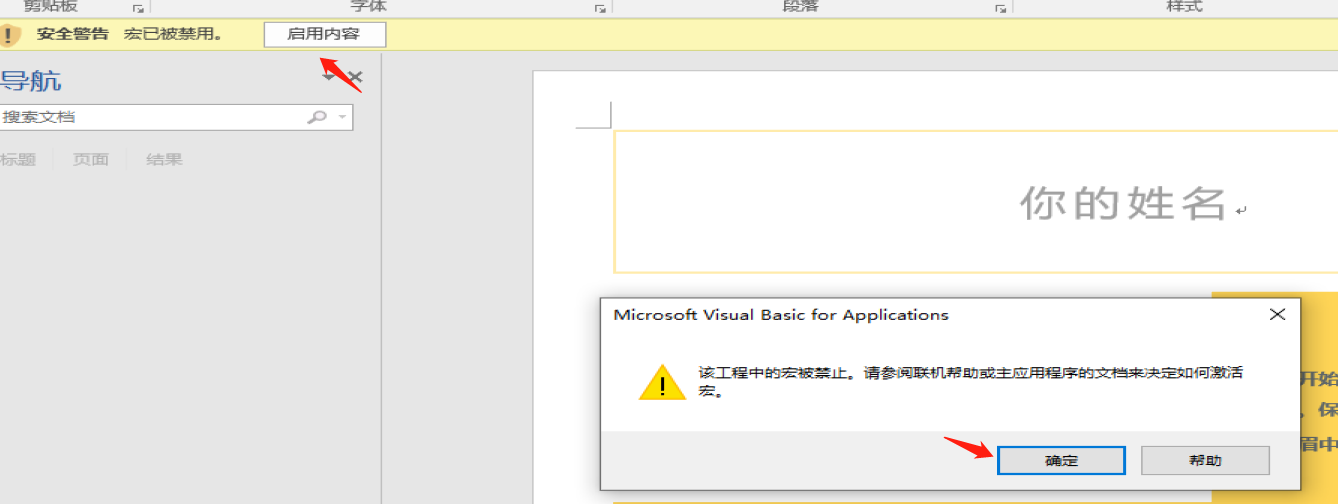 剪贴板 字体 段落 样式
安全警告 宏已被禁用。 启用内容
导航
搜索文档
标题 页面 结果
你的姓名
Microsoft Visual Basic for Applications
该工程中的宏被禁止。请参阅联机帮助或主应用程序的文档来决定如何激活
宏。
开始
，保
眉中
确定 帮助